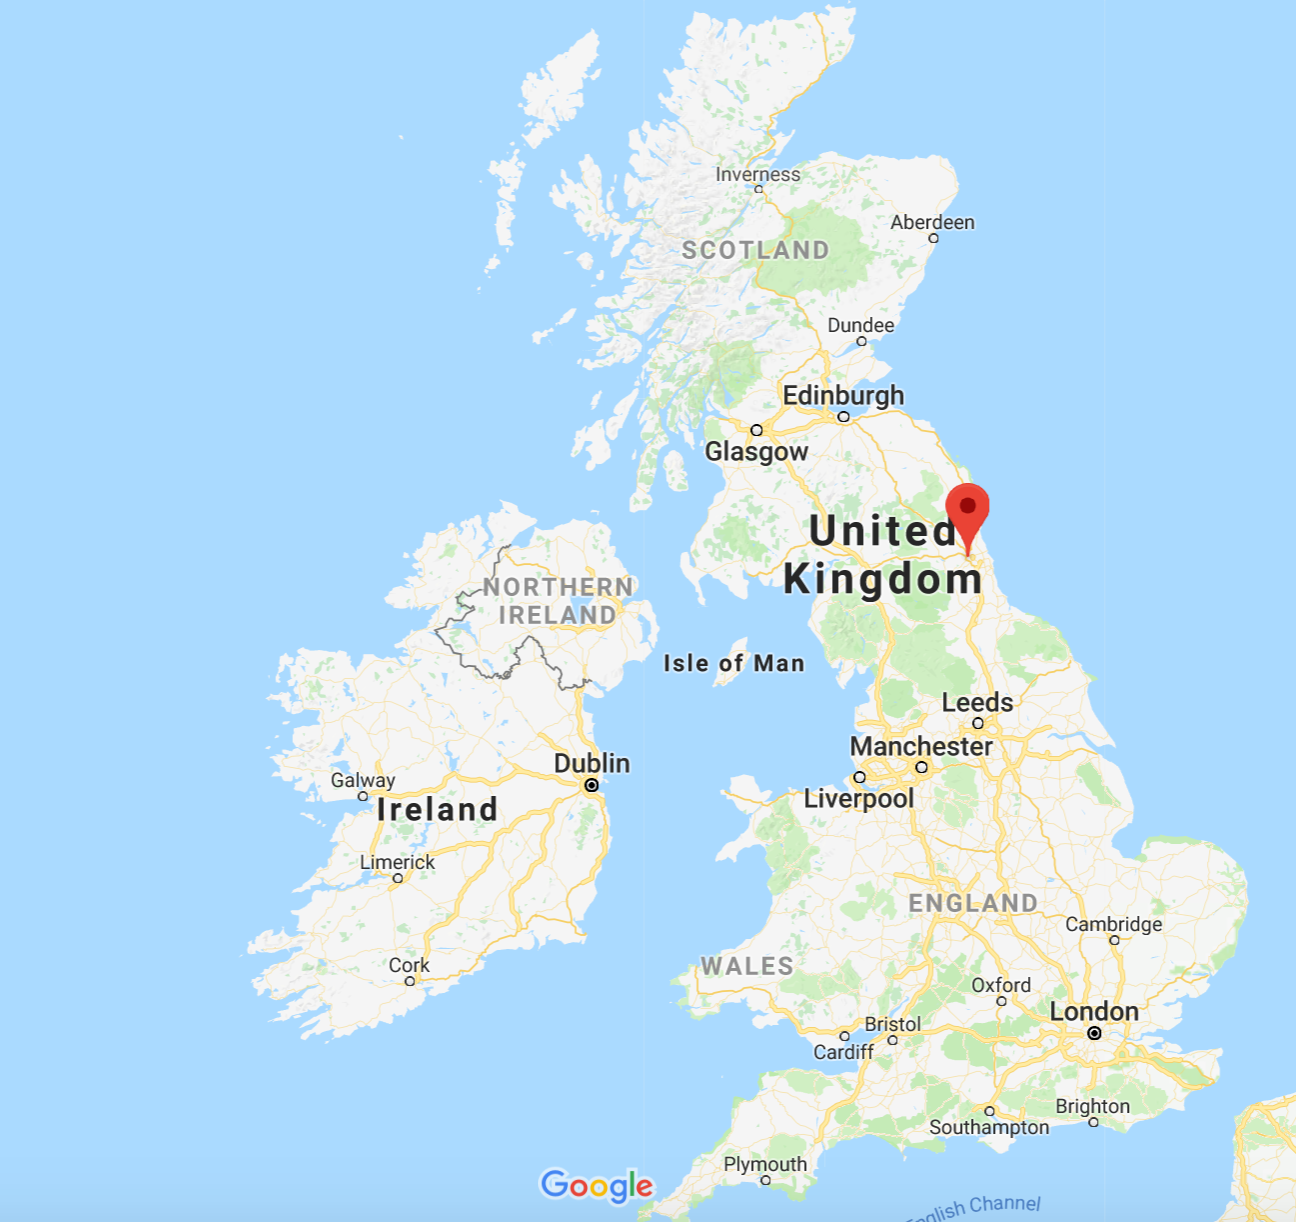 Inverness
Aberdeen
SCOTLAND
Dundee
Edinburgh
Glasgow
United
Kingdom
NORTHERN
IRELAND
Isle of Man
Leeds
Manchester
Dublin
Galway
Liverpool
Ireland
Limerick
ENGLAND
Cambridge
Cork
WALES
Oxford
London
Bristol
Cardiff
Brighton
Southampton
Plymouth
Google
English Channel